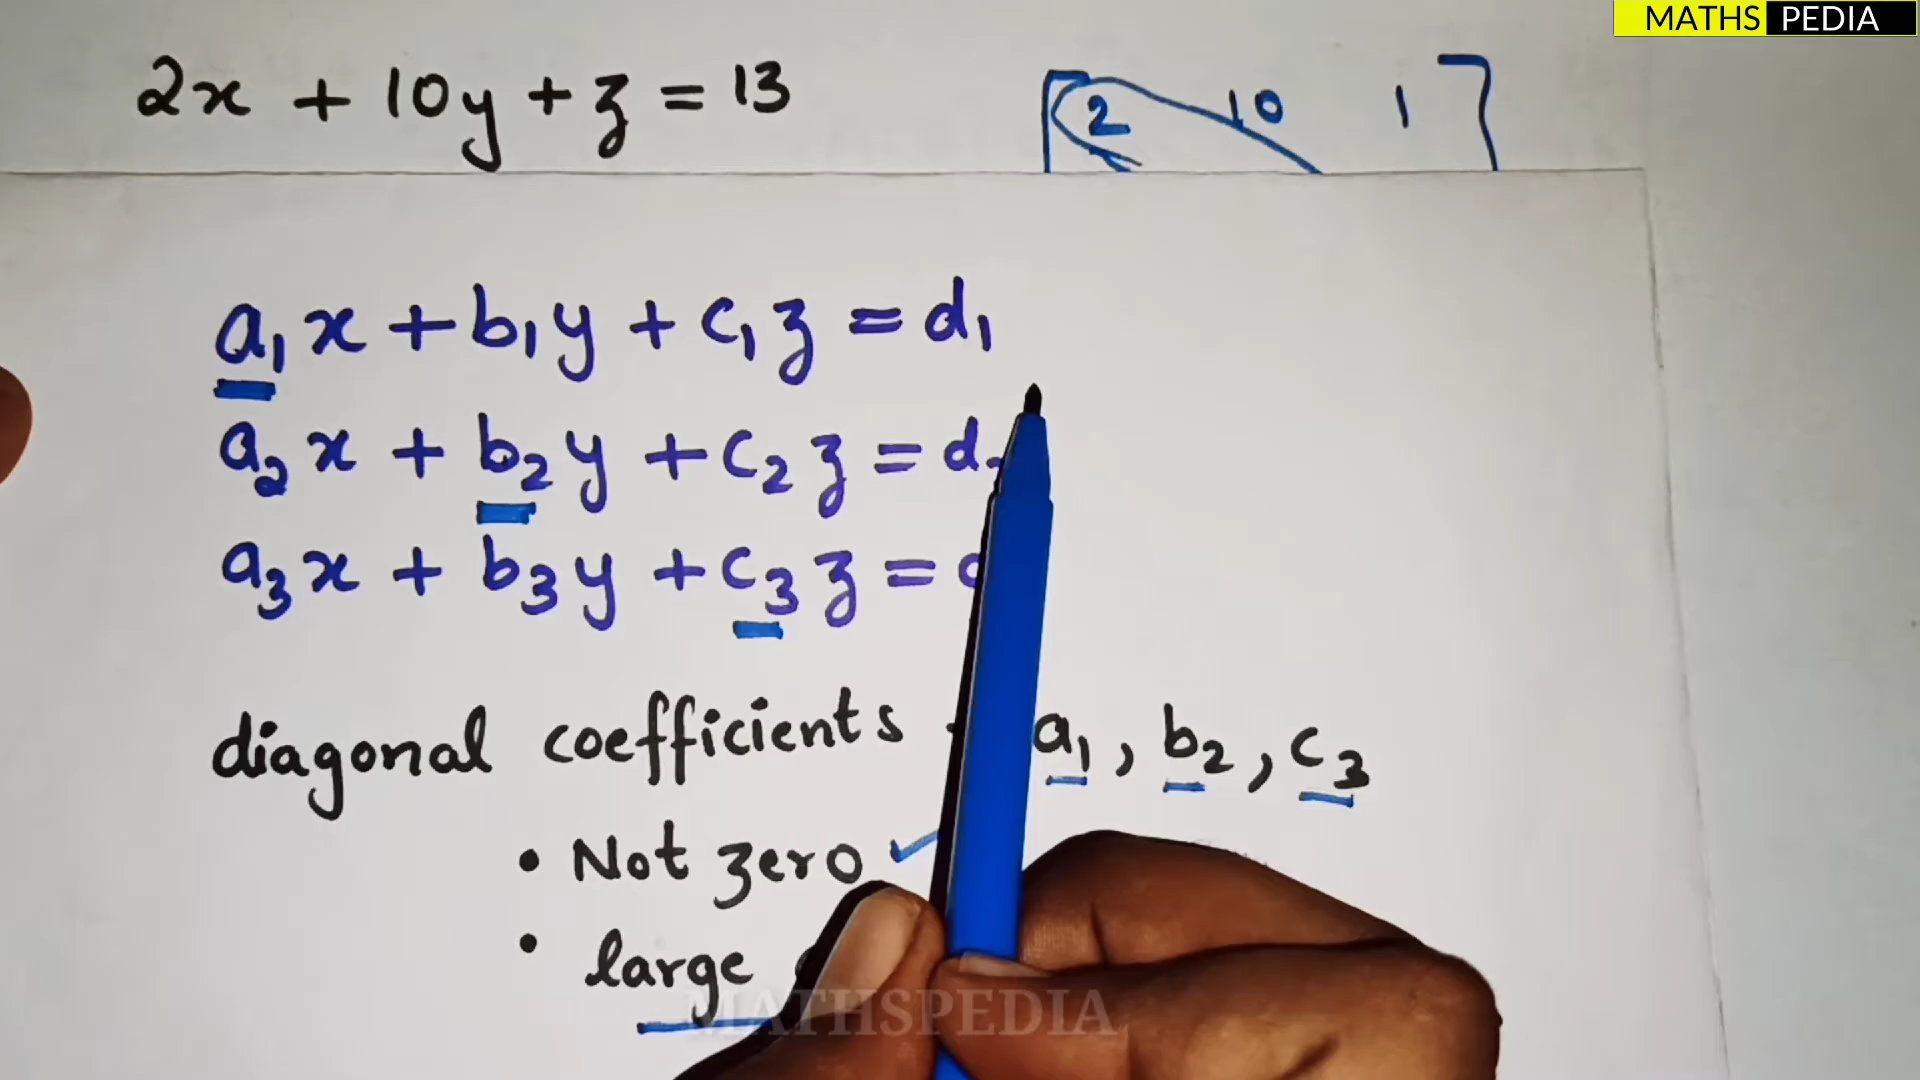 MATHS PEDIA
2x + 10y + z = 13
2 10 1
a₁x + b₁y + c₁z = d₁
a₂x + b₂y + c₂z = d
a₃x + b₃y + c₃z =
diagonal coefficients a₁, b₂, c₃
• Not zero ✓
• large
MATHSPEDIA